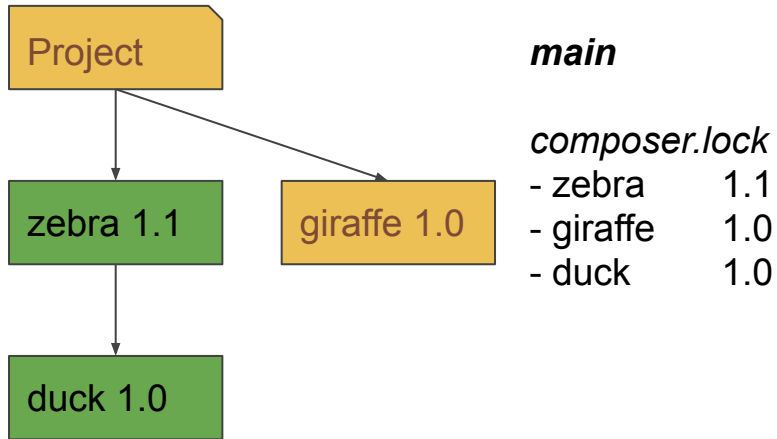 Project
main
composer.lock
- zebra 1.1
- giraffe 1.0
- duck 1.0
zebra 1.1
giraffe 1.0
duck 1.0